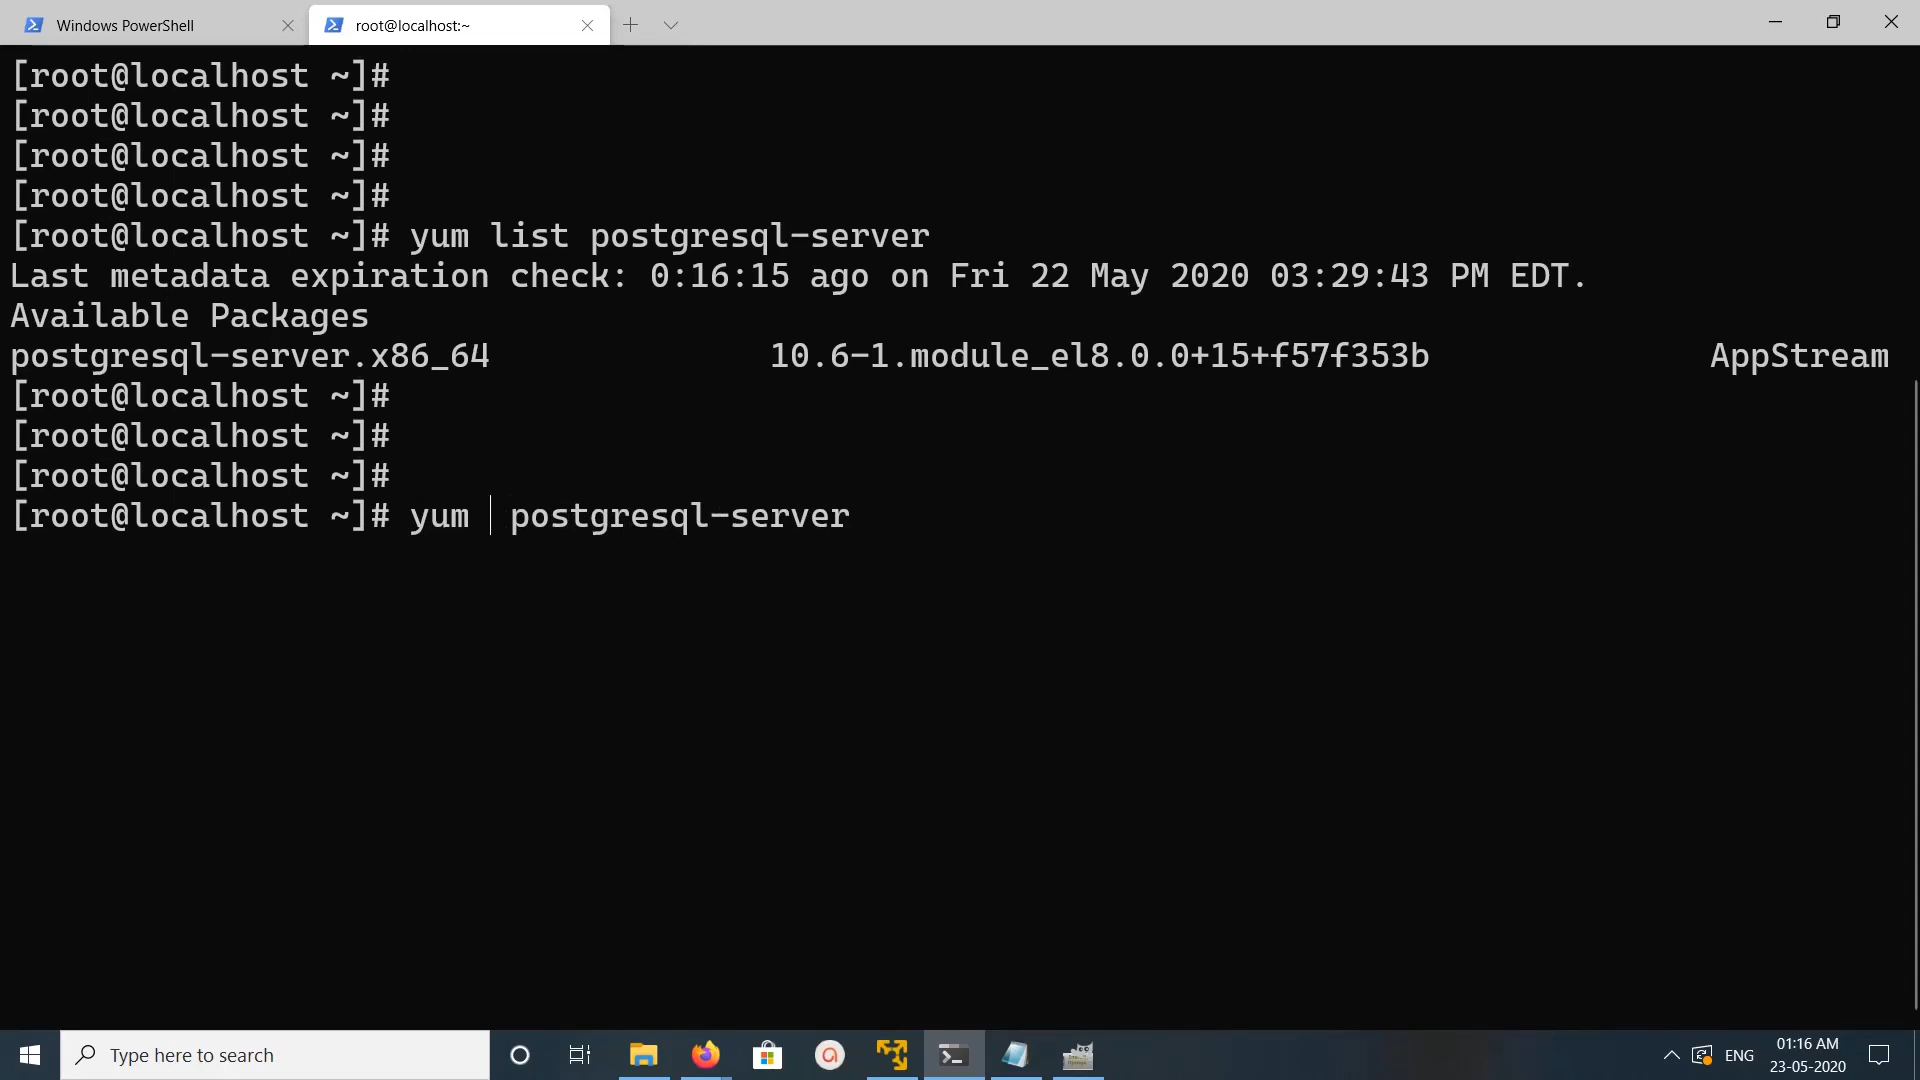 Windows PowerShell
root@localhost:~
[root@localhost ~]#
[root@localhost ~]#
[root@localhost ~]#
[root@localhost ~]#
[root@localhost ~]# yum list postgresql-server
Last metadata expiration check: 0:16:15 ago on Fri 22 May 2020 03:29:43 PM EDT.
Available Packages
postgresql-server.x86_64 10.6-1.module_el8.0.0+15+f57f353b AppStream
[root@localhost ~]#
[root@localhost ~]#
[root@localhost ~]#
[root@localhost ~]# yum  postgresql-server
Type here to search
ENG
01:16 AM
23-05-2020